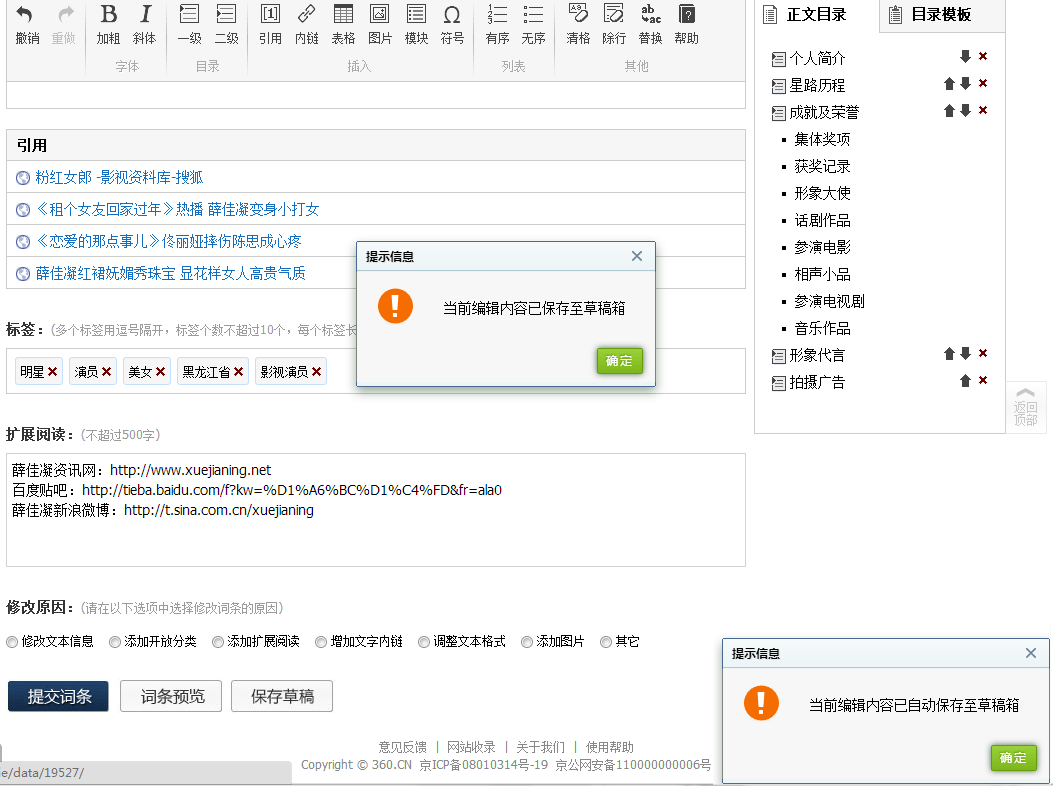 撤销 重做 加粗 斜体 一级 二级 引用 内链 表格 图片 模块 符号 有序 无序 清格 除行 替换 帮助
字体 目录 插入 列表 其他
正文目录 目录模板
个人简介
星路历程
成就及荣誉
集体奖项
获奖记录
形象大使
话剧作品
参演电影
相声小品
参演电视剧
音乐作品
形象代言
拍摄广告
返回
顶部
引用
粉红女郎 -影视资料库-搜狐
《租个女友回家过年》热播 薛佳凝变身小打女
《恋爱的那点事儿》佟丽娅摔伤陈思成心疼
薛佳凝红裙妩媚秀珠宝 显花样女人高贵气质
提示信息
当前编辑内容已保存至草稿箱
确定
标签：(多个标签用逗号隔开，标签个数不超过10个，每个标签长
明星 演员 美女 黑龙江省 影视演员
扩展阅读：(不超过500字)
薛佳凝资讯网：http://www.xuejianing.net
百度贴吧：http://tieba.baidu.com/f?kw=%D1%A6%BC%D1%C4%FD&fr=ala0
薛佳凝新浪微博：http://t.sina.com.cn/xuejianing
修改原因：(请在以下选项中选择修改词条的原因)
修改文本信息 添加开放分类 添加扩展阅读 增加文字内链 调整文本格式 添加图片 其它
提交词条 词条预览 保存草稿
提示信息
当前编辑内容已自动保存至草稿箱
确定
意见反馈 | 网站收录 | 关于我们 | 使用帮助
Copyright © 360.CN 京ICP备08010314号-19 京公网安备110000000006号
e/data/19527/